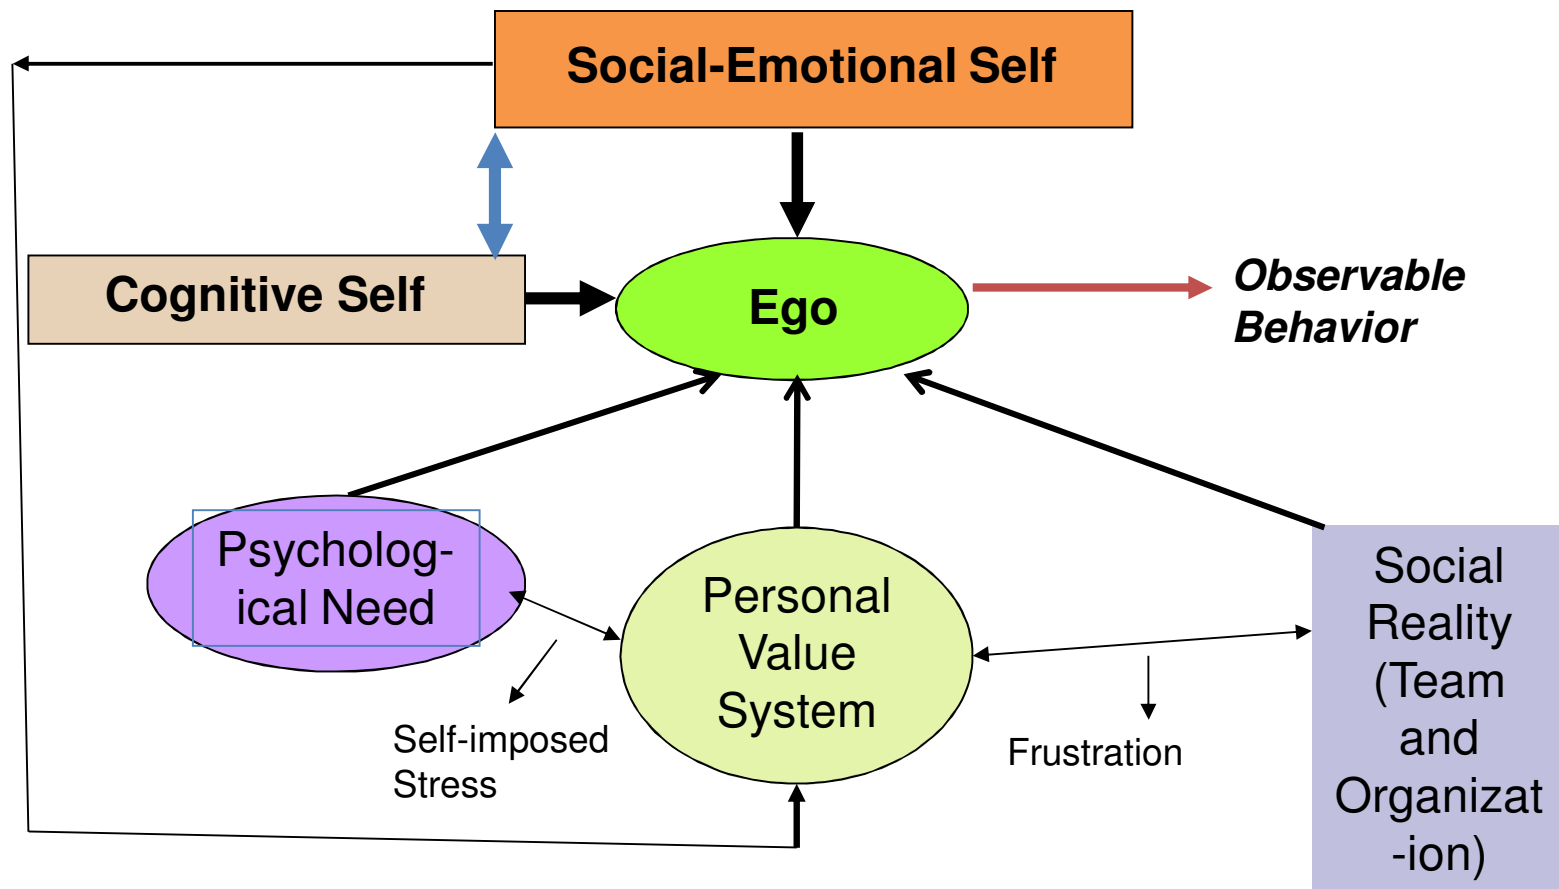 Social-Emotional Self
Cognitive Self
Ego
Observable
Behavior
Psycholog-
ical Need
Personal
Value
System
Social
Reality
(Team
and
Organizat
-ion)
Self-imposed
Stress
Frustration